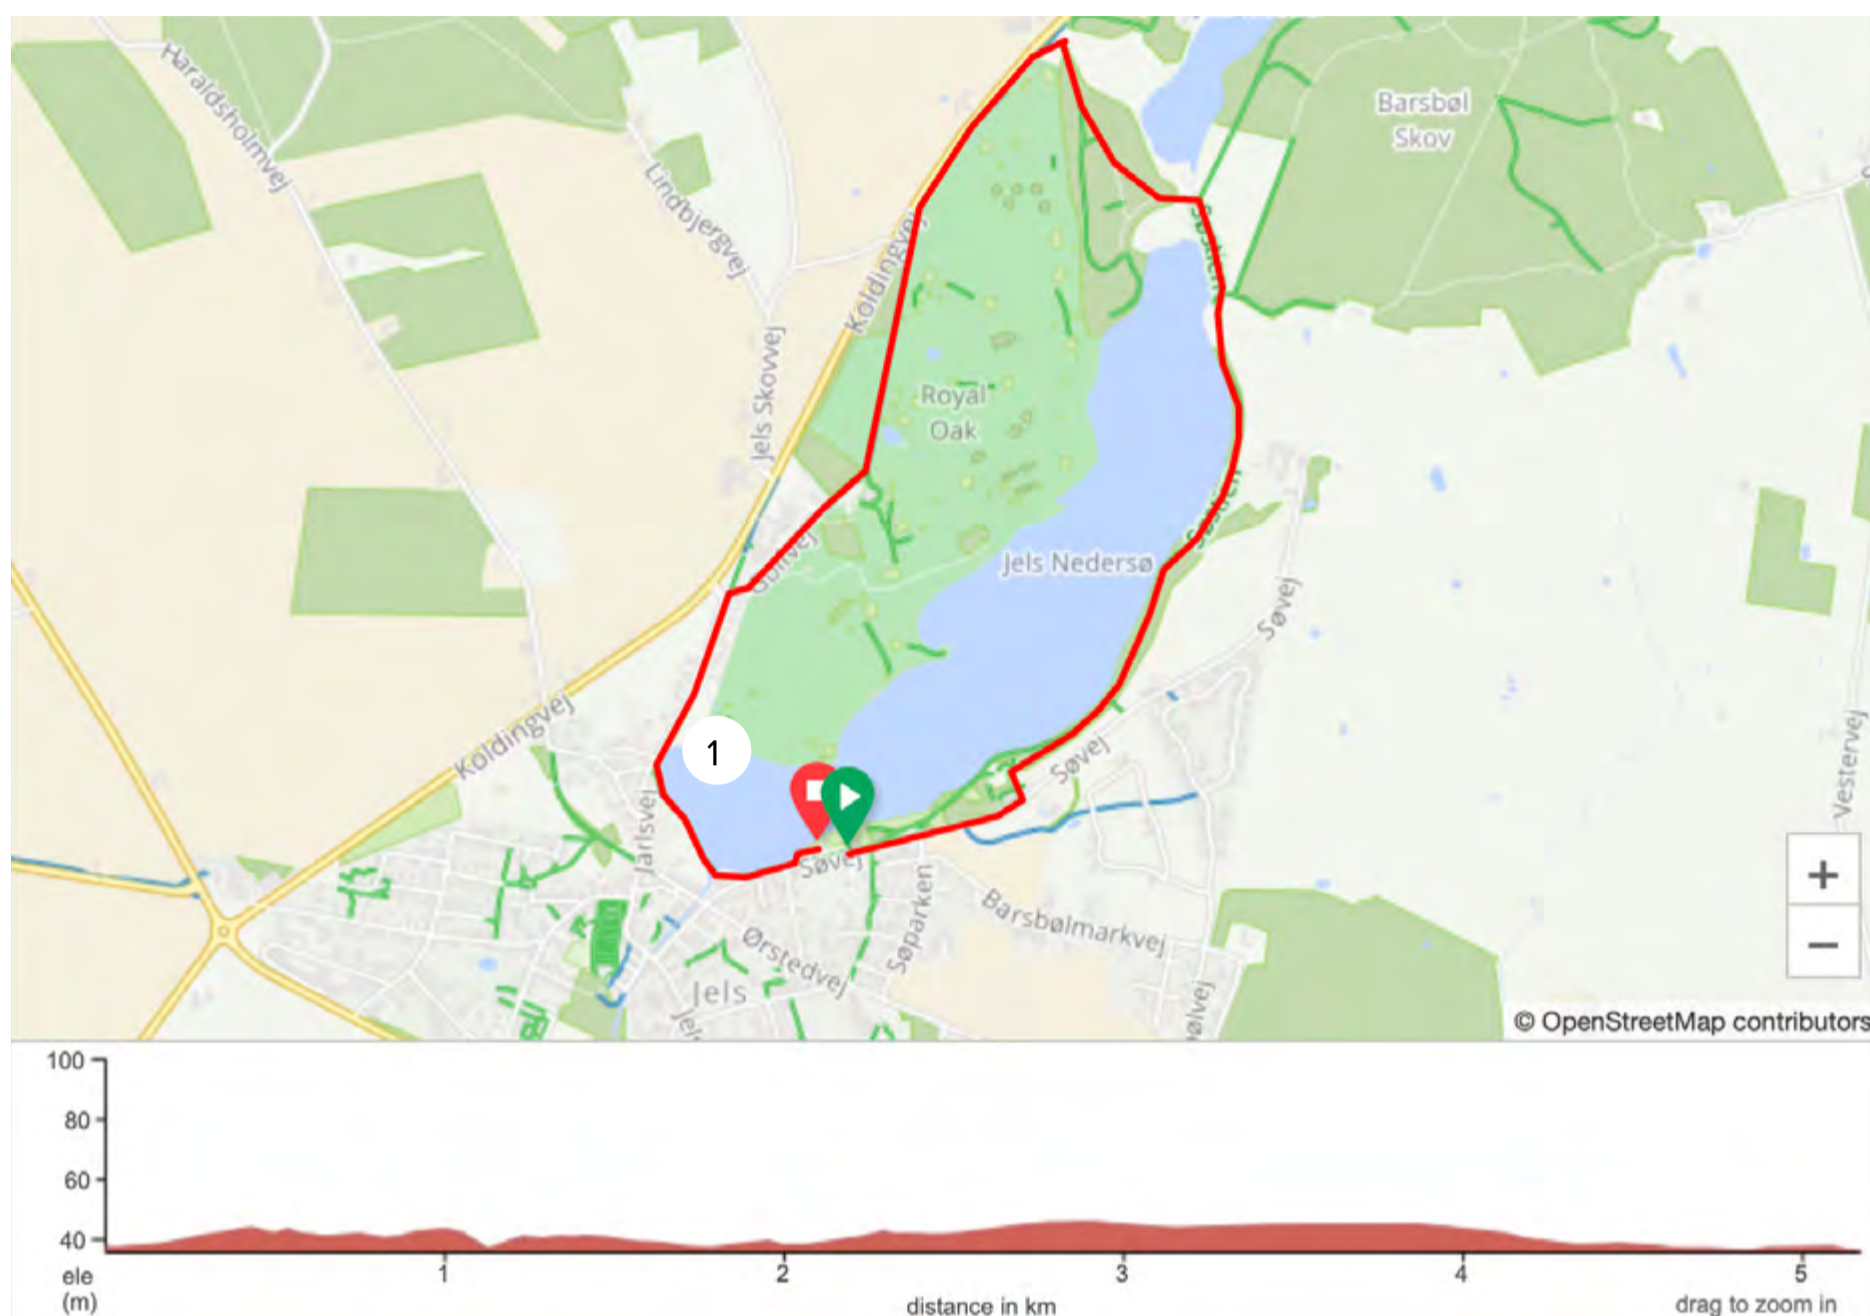 Haraldsholmvej
Lindbjergvej
Koldingvej
Jels Skovvej
Barsbøl
Skov
Søstien
Royal
Oak
Søstien
Jels Nedersø
Søvej
Koldingvej
1
Søvej
Jarlsvej
Søvej
Vestervej
Søparken
Barsbølmarkvej
Ørstedvej
Jels
+
−
© OpenStreetMap contributors
100
80
60
40
ele
(m)
1
2
3
4
5
distance in km
drag to zoom in